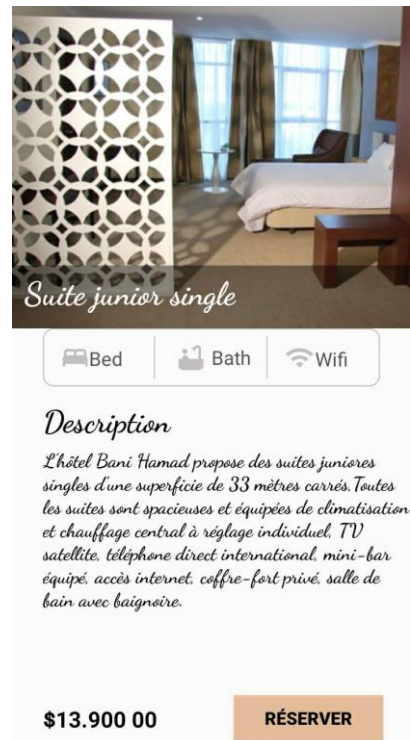 Suite junior single
Bed Bath Wifi
Description
L'hôtel Bani Hamad propose des suites juniores
singles d'une superficie de 33 mètres carrés,Toutes
les suites sont spacieuses et équipées de climatisation
et chauffage central à réglage individuel, TV
satellite, téléphone direct international, mini-bar
équipé, accès internet, coffre-fort privé, salle de
bain avec baignoire.
$13.900 00 RÉSERVER